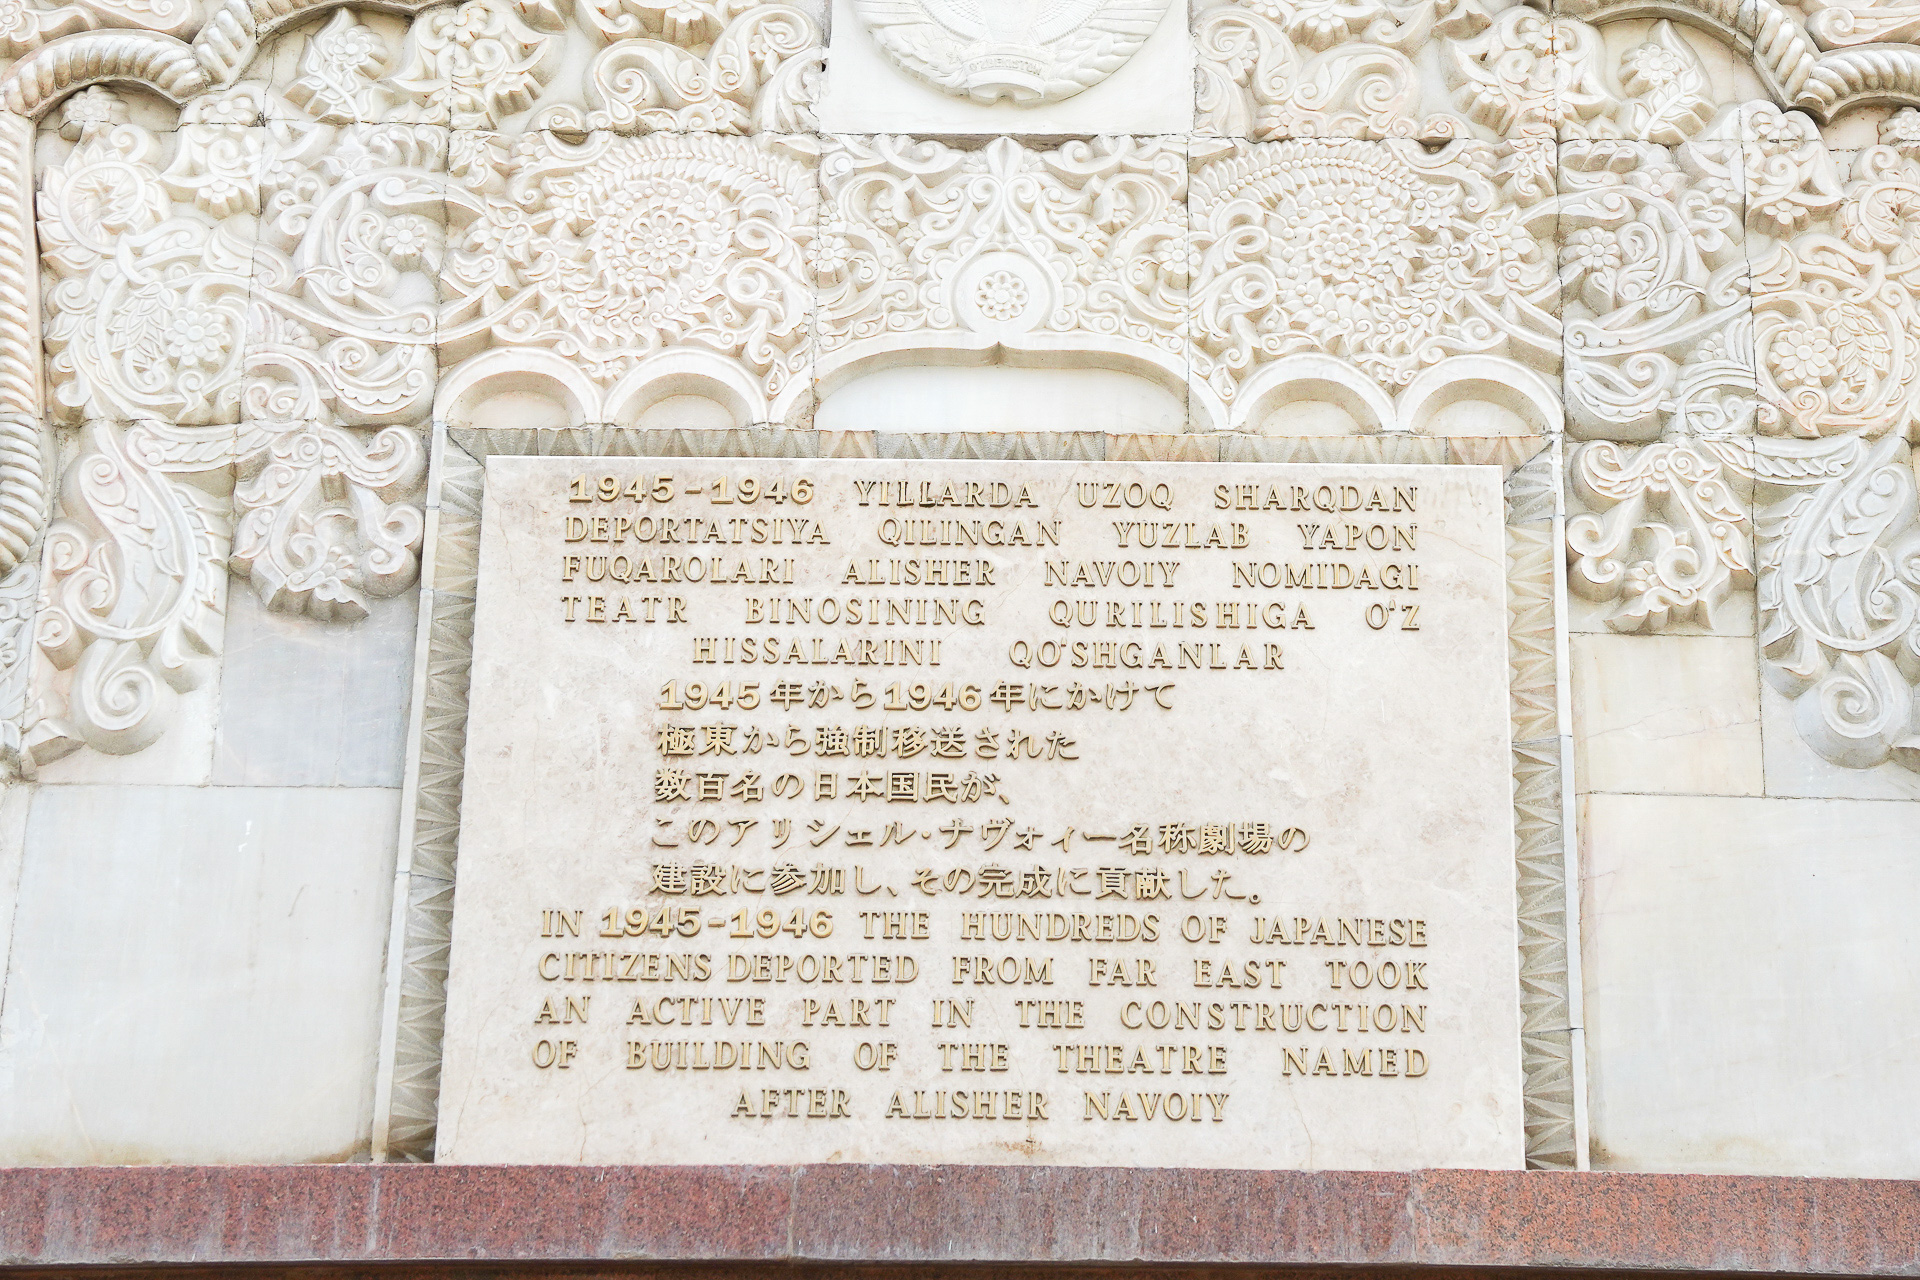 O'ZBEKISTON
1945-1946 YILLARDA UZOQ SHARQDAN
DEPORTATSIYA QILINGAN YUZLAB YAPON
FUQAROLARI ALISHER NAVOIY NOMIDAGI
TEATR BINOSINING QURILISHIGA O‘Z
HISSALARINI QO‘SHGANLAR
1945年から1946年にかけて
極東から強制移送された
数百名の日本国民が、
このアリシェル・ナヴォイー名称劇場の
建設に参加し、その完成に貢献した。
IN 1945-1946 THE HUNDREDS OF JAPANESE
CITIZENS DEPORTED FROM FAR EAST TOOK
AN ACTIVE PART IN THE CONSTRUCTION
OF BUILDING OF THE THEATRE NAMED
AFTER ALISHER NAVOIY